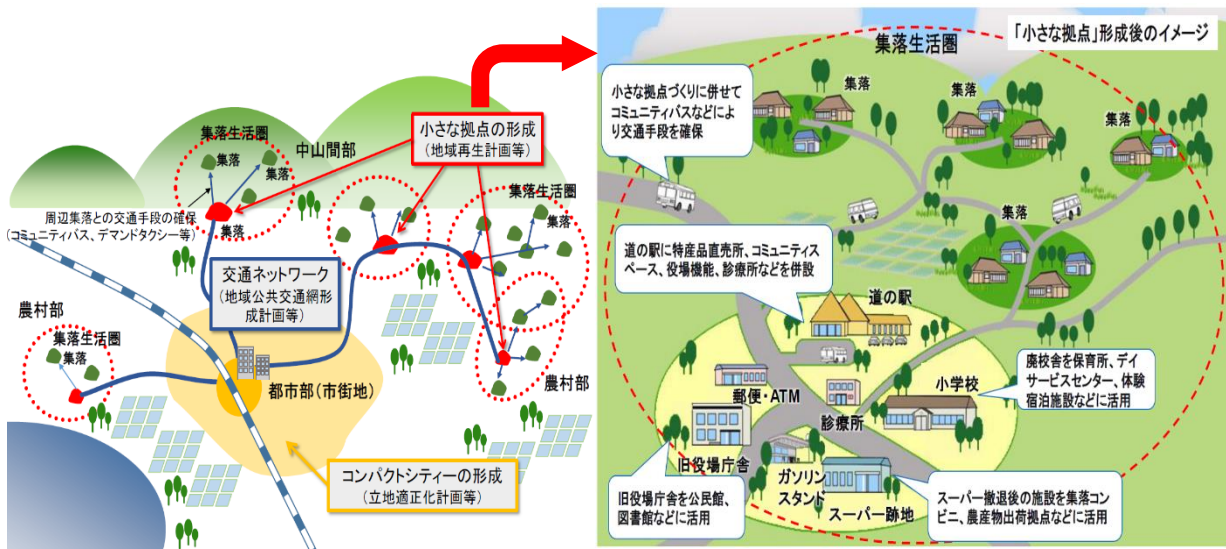 集落生活圏
集落
中山間部
小さな拠点の形成
(地域再生計画等)
周辺集落との交通手段の確保
(コミュニティバス、デマンドタクシー等)
集落
集落生活圏
集落
交通ネットワーク
(地域公共交通網形
成計画等)
農村部
集落生活圏
集落
都市部(市街地)
農村部
コンパクトシティーの形成
(立地適正化計画等)
「小さな拠点」形成後のイメージ
集落生活圏
小さな拠点づくりに併せて
コミュニティバスなどによ
り交通手段を確保
集落
集落
集落
集落
道の駅に特産品直売所、コミュニティス
ペース、役場機能、診療所などを併設
道の駅
廃校舎を保育所、デイ
サービスセンター、体験
宿泊施設などに活用
小学校
郵便・ATM
診療所
旧役場庁舎
ガソリン
スタンド
スーパー跡地
旧役場庁舎を公民館、
図書館などに活用
スーパー撤退後の施設を集落コン
ビニ、農産物出荷拠点などに活用